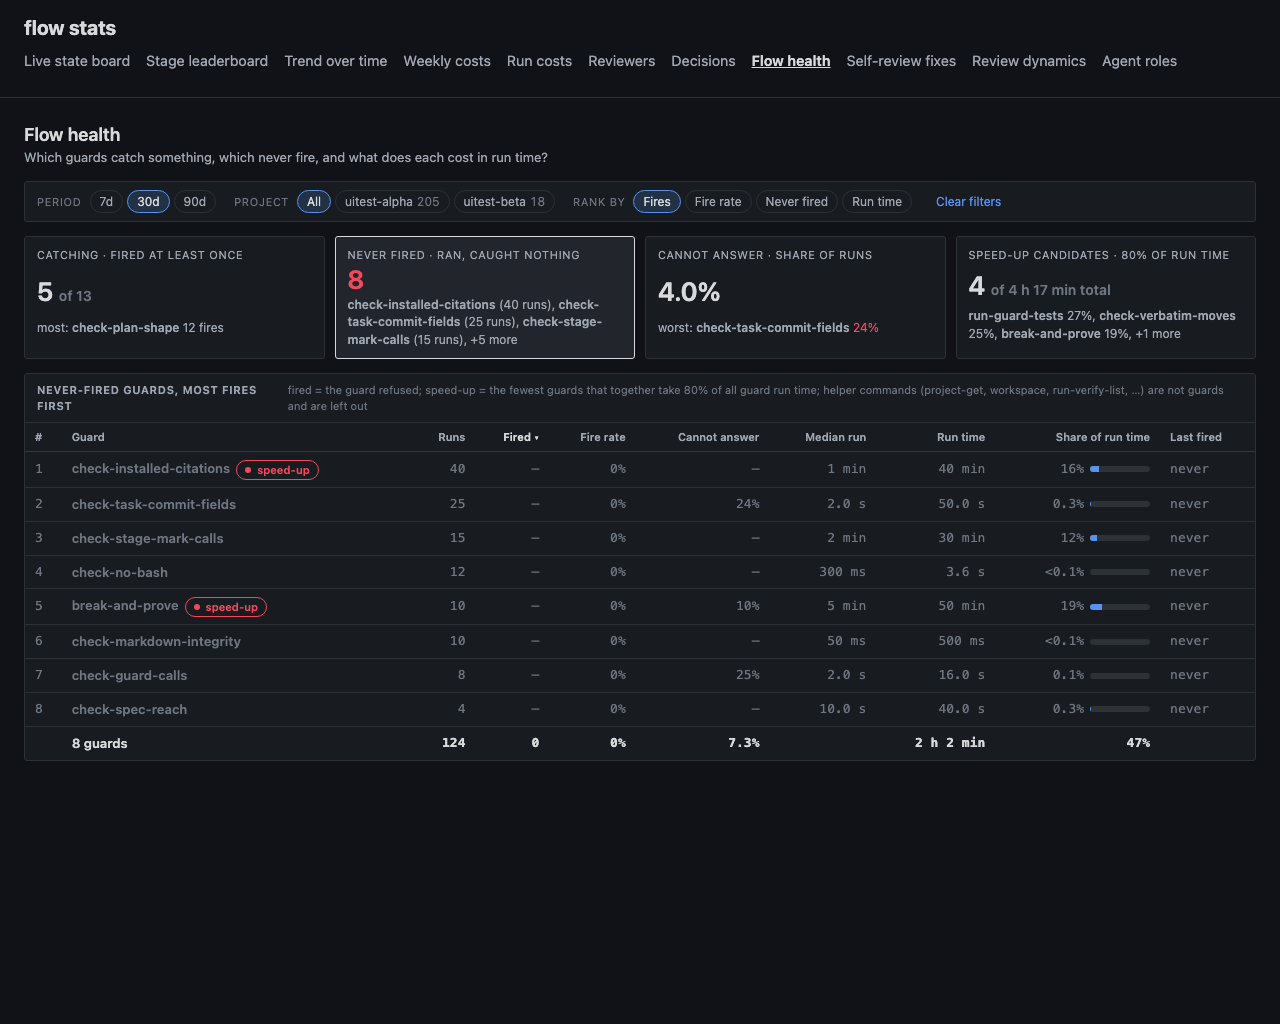 flow stats
Live state board Stage leaderboard Trend over time Weekly costs Run costs Reviewers Decisions Flow health Self-review fixes Review dynamics Agent roles
Flow health
Which guards catch something, which never fire, and what does each cost in run time?
PERIOD 7d 30d 90d PROJECT All uitest-alpha 205 uitest-beta 18 RANK BY Fires Fire rate Never fired Run time Clear filters
CATCHING · FIRED AT LEAST ONCE
5 of 13
most: check-plan-shape 12 fires
NEVER FIRED · RAN, CAUGHT NOTHING
8
check-installed-citations (40 runs), check-
task-commit-fields (25 runs), check-stage-
mark-calls (15 runs), +5 more
CANNOT ANSWER · SHARE OF RUNS
4.0%
worst: check-task-commit-fields 24%
SPEED-UP CANDIDATES · 80% OF RUN TIME
4 of 4 h 17 min total
run-guard-tests 27%, check-verbatim-moves
25%, break-and-prove 19%, +1 more
NEVER-FIRED GUARDS, MOST FIRES
FIRST
fired = the guard refused; speed-up = the fewest guards that together take 80% of all guard run time; helper commands (project-get, workspace, run-verify-list, …) are not guards
and are left out
# Guard Runs Fired ▾ Fire rate Cannot answer Median run Run time Share of run time Last fired
1 check-installed-citations speed-up 40 — 0% — 1 min 40 min 16% never
2 check-task-commit-fields 25 — 0% 24% 2.0 s 50.0 s 0.3% never
3 check-stage-mark-calls 15 — 0% — 2 min 30 min 12% never
4 check-no-bash 12 — 0% — 300 ms 3.6 s <0.1% never
5 break-and-prove speed-up 10 — 0% 10% 5 min 50 min 19% never
6 check-markdown-integrity 10 — 0% — 50 ms 500 ms <0.1% never
7 check-guard-calls 8 — 0% 25% 2.0 s 16.0 s 0.1% never
8 check-spec-reach 4 — 0% — 10.0 s 40.0 s 0.3% never
8 guards 124 0 0% 7.3% 2 h 2 min 47%